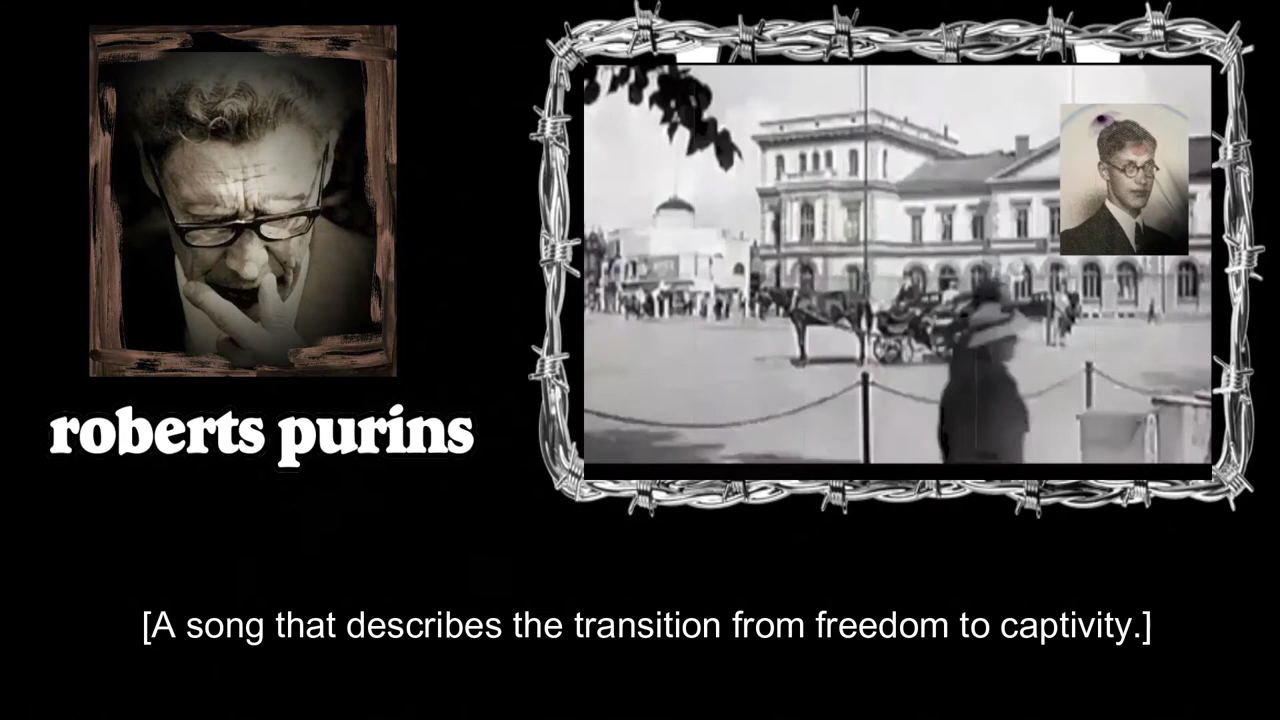 roberts purins
[A song that describes the transition from freedom to captivity.]